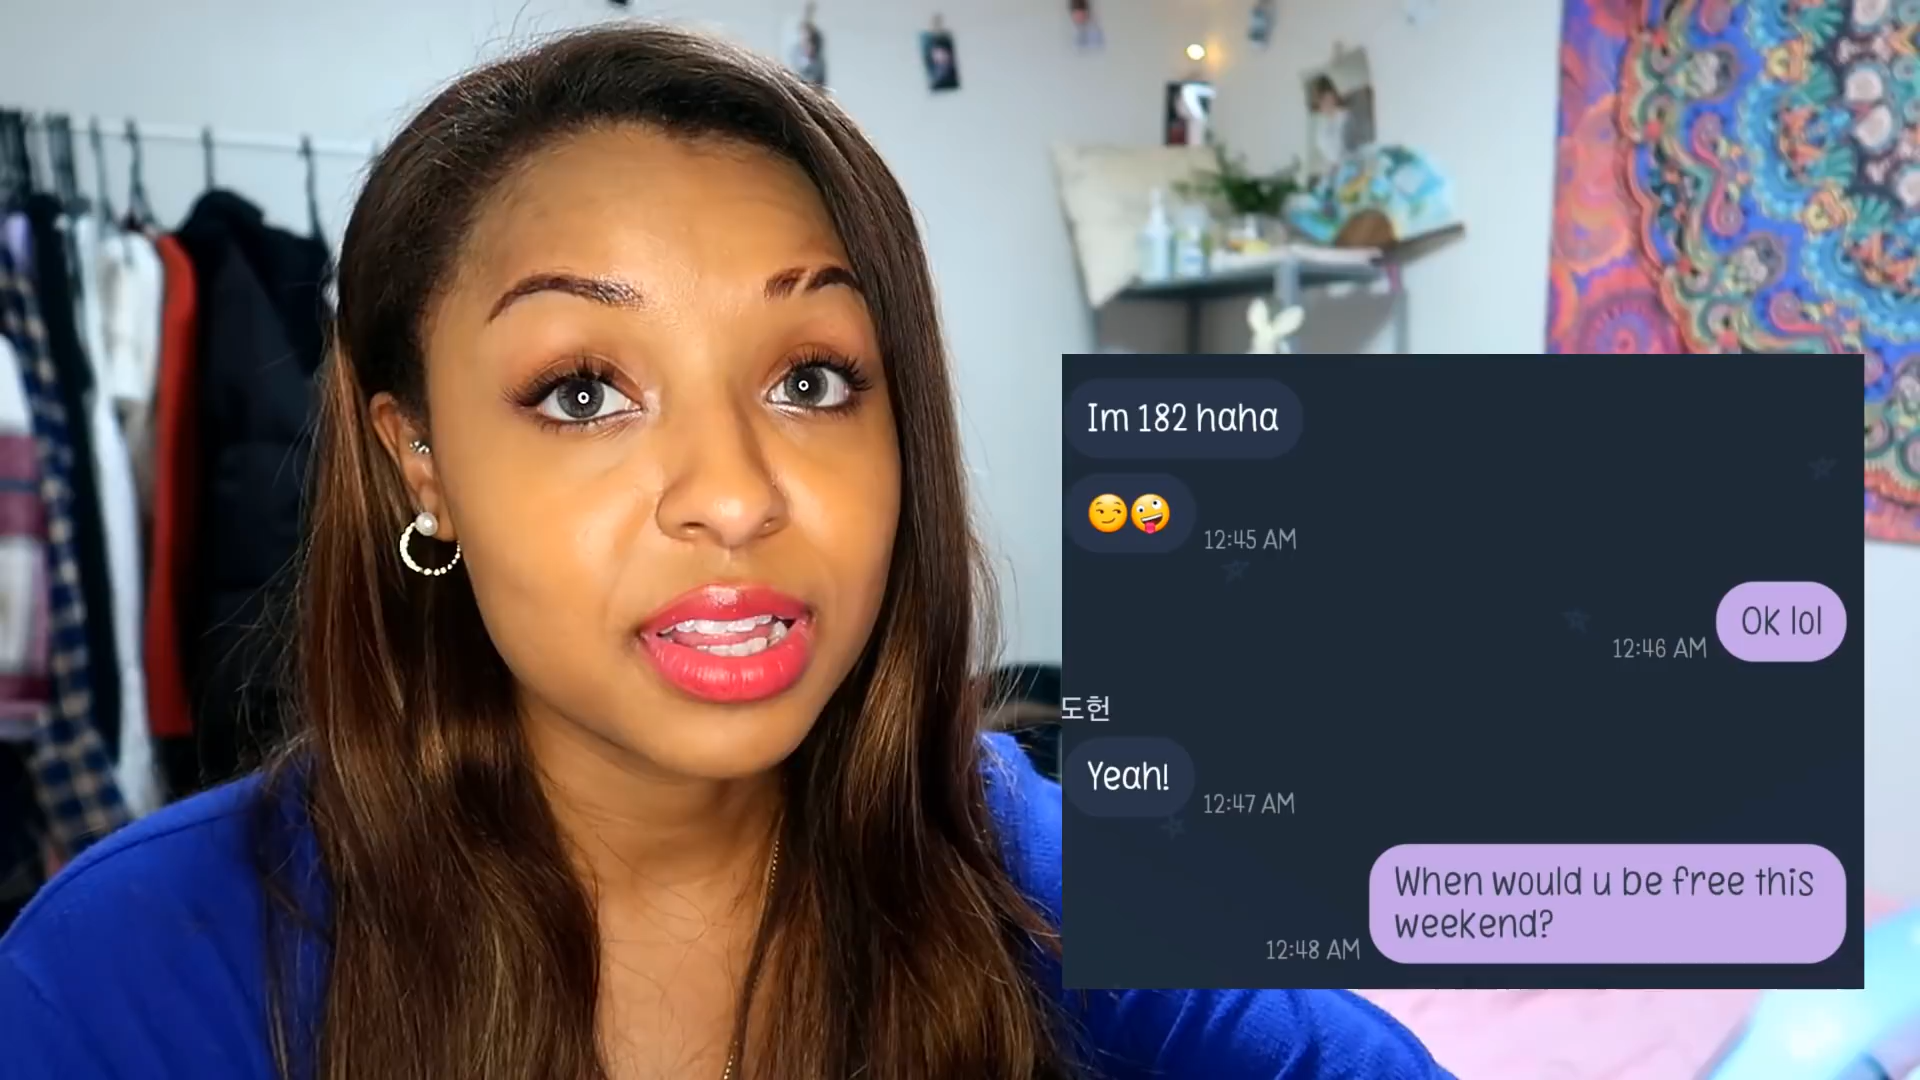 Im 182 haha
😏🤪
12:45 AM
OK lol
12:46 AM
도현
Yeah!
12:47 AM
When would u be free this
weekend?
12:48 AM